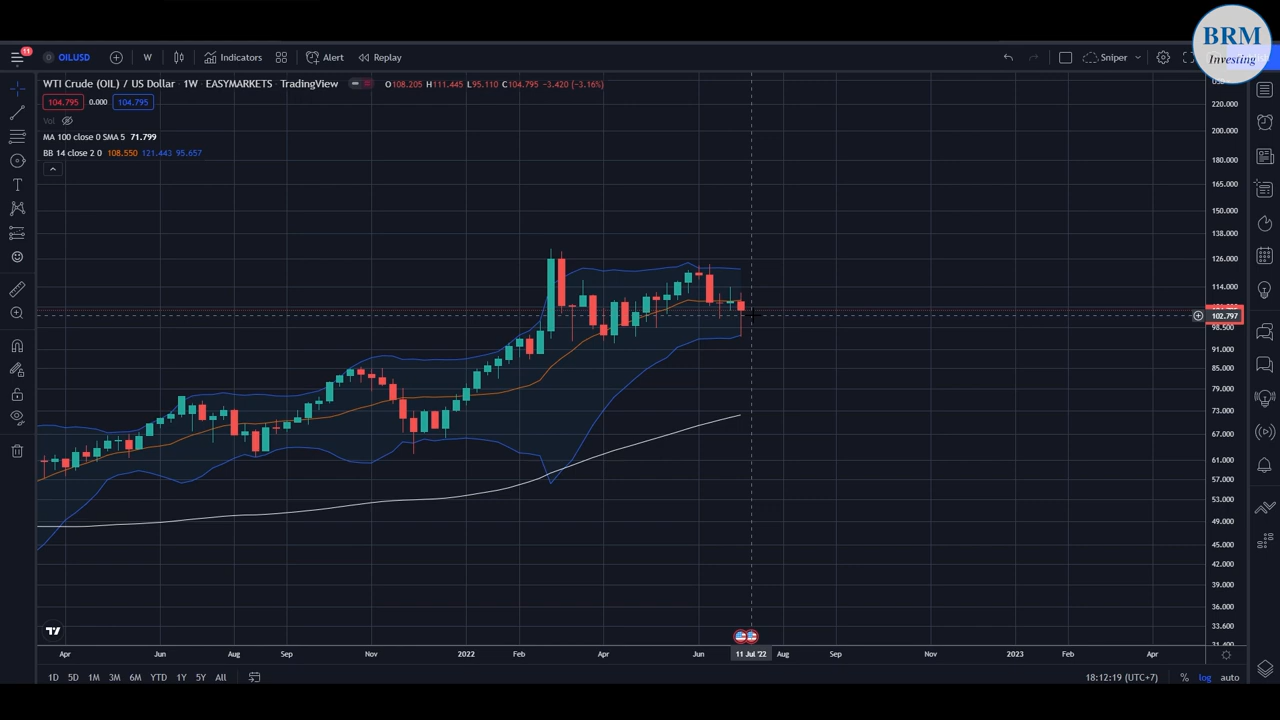 BRM
Investing
11
OILUSD
W
Indicators
Alert
Replay
Sniper
WTI Crude (OIL) / US Dollar · 1W · EASYMARKETS · TradingView
O108.205 H111.445 L95.110 C104.795 −3.420 (−3.16%)
104.795 0.000 104.795
Vol
MA 100 close 0 SMA 5 71.799
BB 14 close 2 0 108.550 121.443 95.657
220.000
200.000
180.000
165.000
150.000
138.000
126.000
114.000
102.797
98.500
91.000
85.000
79.000
73.000
67.000
61.000
57.000
53.000
49.000
45.000
42.000
39.000
36.000
33.600
Apr Jun Aug Sep Nov 2022 Feb Apr Jun 11 Jul '22 Aug Sep Nov 2023 Feb Apr
1D 5D 1M 3M 6M YTD 1Y 5Y All
18:12:19 (UTC+7) % log auto